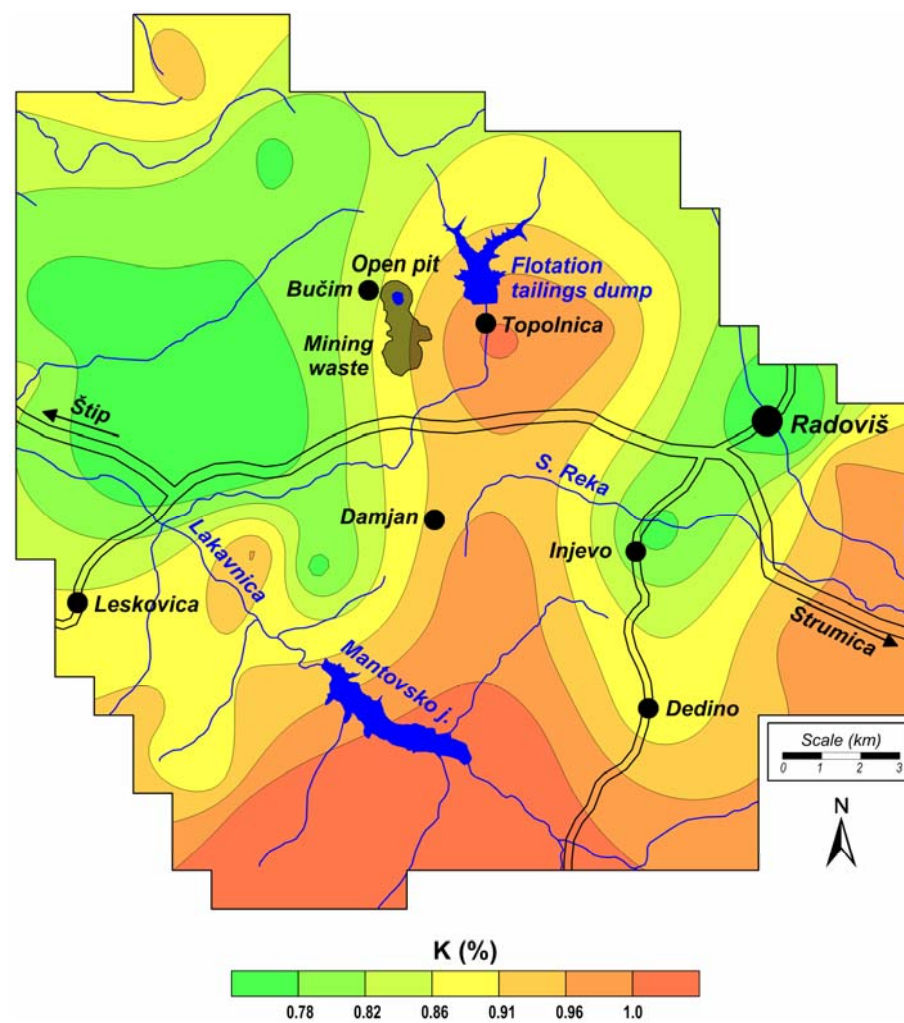 Open pit
Bučim
Flotation
tailings dump
Topolnica
Mining
waste
Štip
Radoviš
S. Reka
Damjan
Injevo
Lakavnica
Leskovica
Strumica
Mantovsko j.
Dedino
Scale (km)
0 1 2 3
N
K (%)
0.78 0.82 0.86 0.91 0.96 1.0